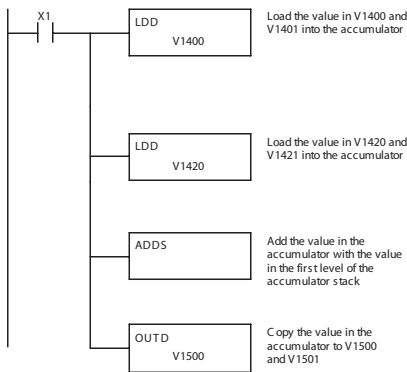 X1
LDD
V1400
Load the value in V1400 and
V1401 into the accumulator
LDD
V1420
Load the value in V1420 and
V1421 into the accumulator
ADDS
Add the value in the
accumulator with the value
in the first level of the
accumulator stack
OUTD
V1500
Copy the value in the
accumulator to V1500
and V1501